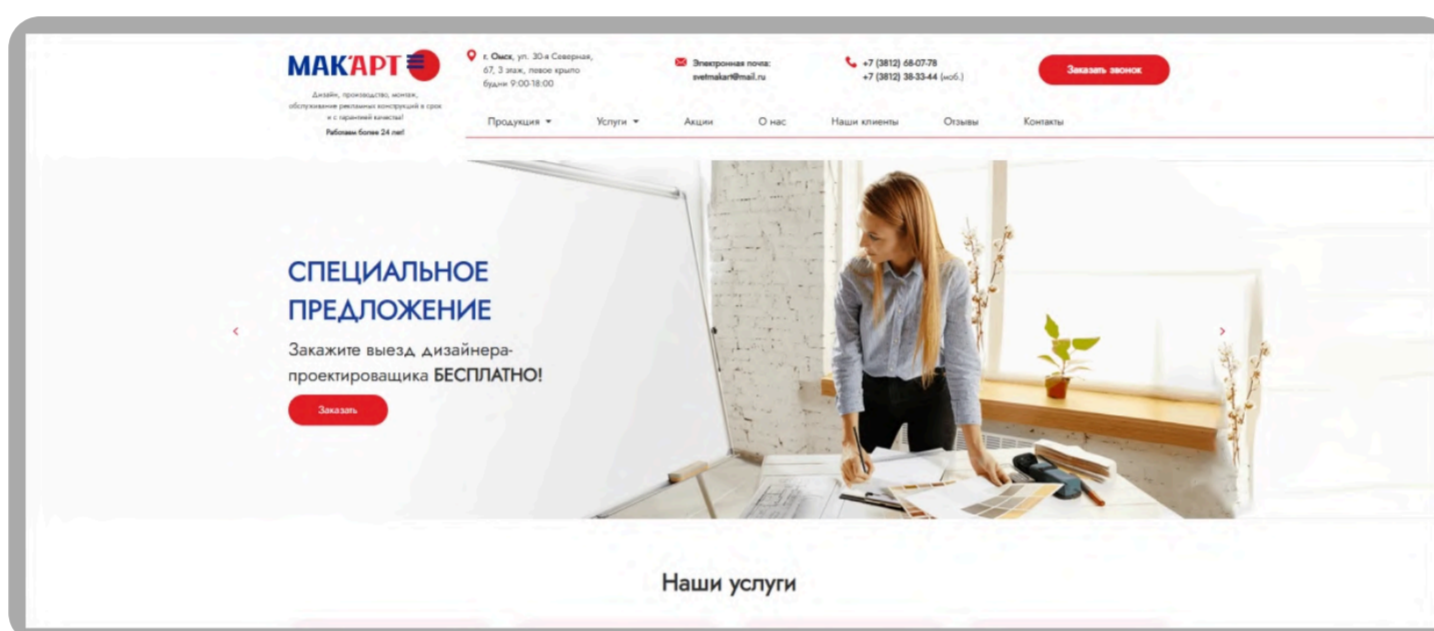 МАК'АРТ
Дизайн, производство, монтаж,
обслуживание рекламных конструкций в срок
и с гарантией качества!
Работаем более 24 лет!
г. Омск, ул. 30-я Северная,
67, 3 этаж, левое крыло
будни 9:00-18:00
Электронная почта:
svetmakart@mail.ru
+7 (3812) 68-07-78
+7 (3812) 38-33-44 (моб.)
Заказать звонок
Продукция
Услуги
Акции
О нас
Наши клиенты
Отзывы
Контакты
СПЕЦИАЛЬНОЕ
ПРЕДЛОЖЕНИЕ
Закажите выезд дизайнера-
проектироващика БЕСПЛАТНО!
Заказать
Наши услуги